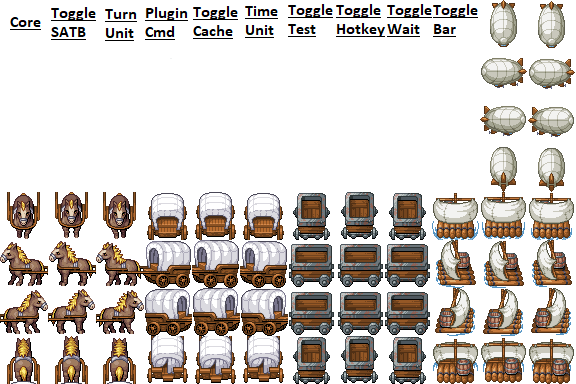 Core
Toggle
SATB
Turn
Unit
Plugin
Cmd
Toggle
Cache
Time
Unit
Toggle
Test
Toggle
Hotkey
Toggle
Wait
Toggle
Bar